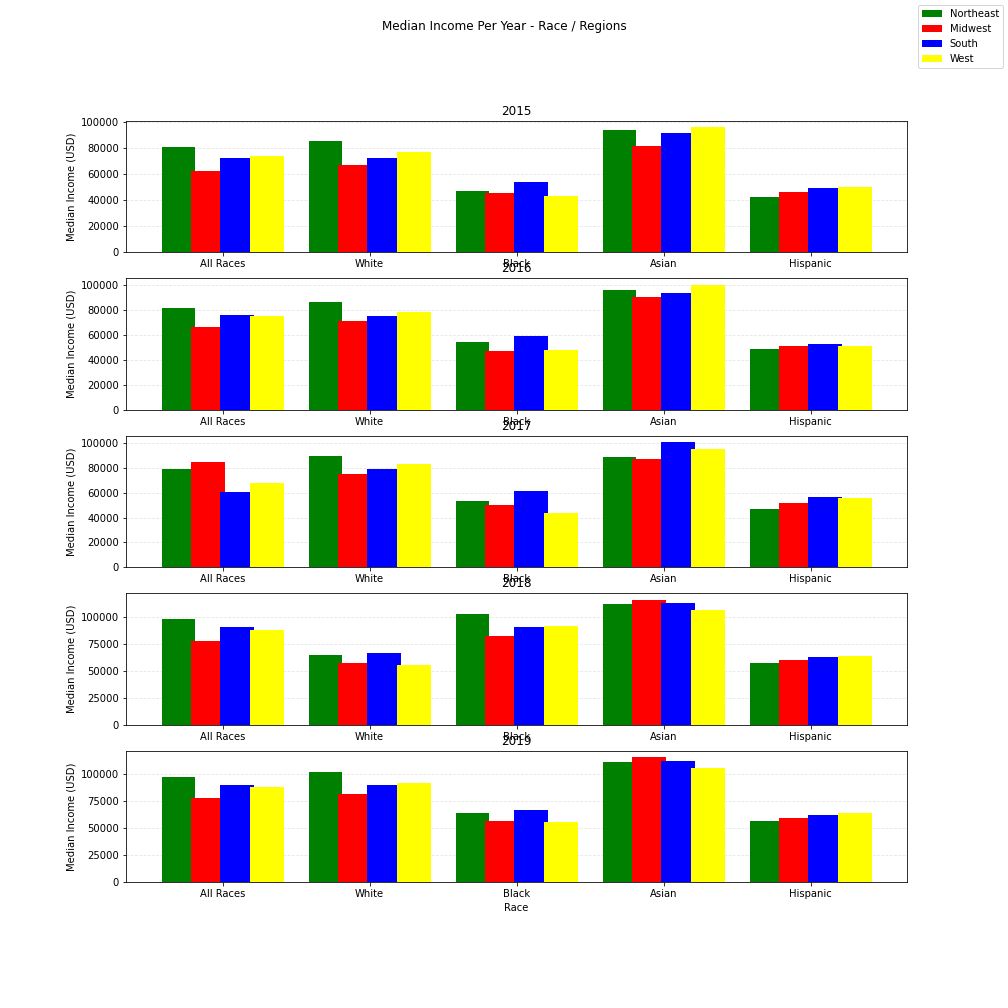 Median Income Per Year - Race / Regions
Northeast
Midwest
South
West
2015
Median Income (USD)
100000
80000
60000
40000
20000
0
All Races White Black Asian Hispanic
2016
Median Income (USD)
100000
80000
60000
40000
20000
0
All Races White Black Asian Hispanic
2017
Median Income (USD)
100000
80000
60000
40000
20000
0
All Races White Black Asian Hispanic
2018
Median Income (USD)
100000
75000
50000
25000
0
All Races White Black Asian Hispanic
2019
Median Income (USD)
100000
75000
50000
25000
0
All Races White Black Asian Hispanic
Race